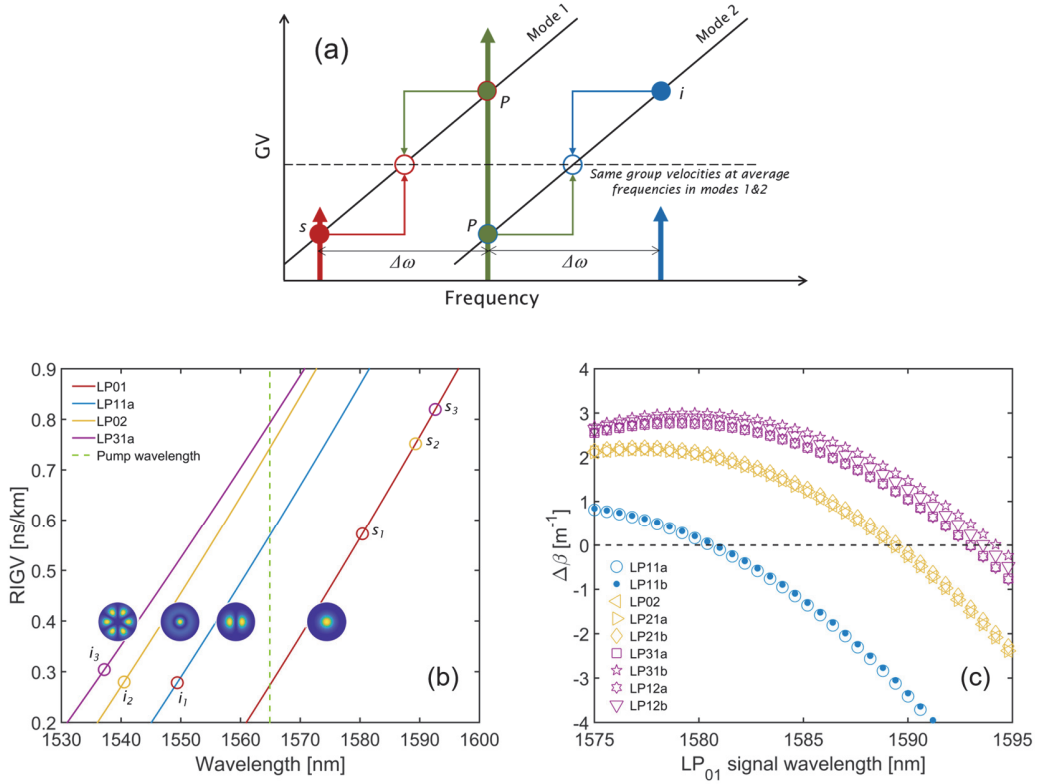 (a)
Mode 1
Mode 2
P
i
GV
Same group velocities at average
frequencies in modes 1&2
s
P
Δω
Δω
Frequency
0.9
0.8
0.7
0.6
0.5
0.4
0.3
0.2
RIGV [ns/km]
LP01
LP11a
LP02
LP31a
Pump wavelength
s3
s2
s1
i3
i2
i1
(b)
1530 1540 1550 1560 1570 1580 1590 1600
Wavelength [nm]
4
3
2
1
0
-1
-2
-3
-4
Δβ [m⁻¹]
LP11a
LP11b
LP02
LP21a
LP21b
LP31a
LP31b
LP12a
LP12b
(c)
1575 1580 1585 1590 1595
LP01 signal wavelength [nm]